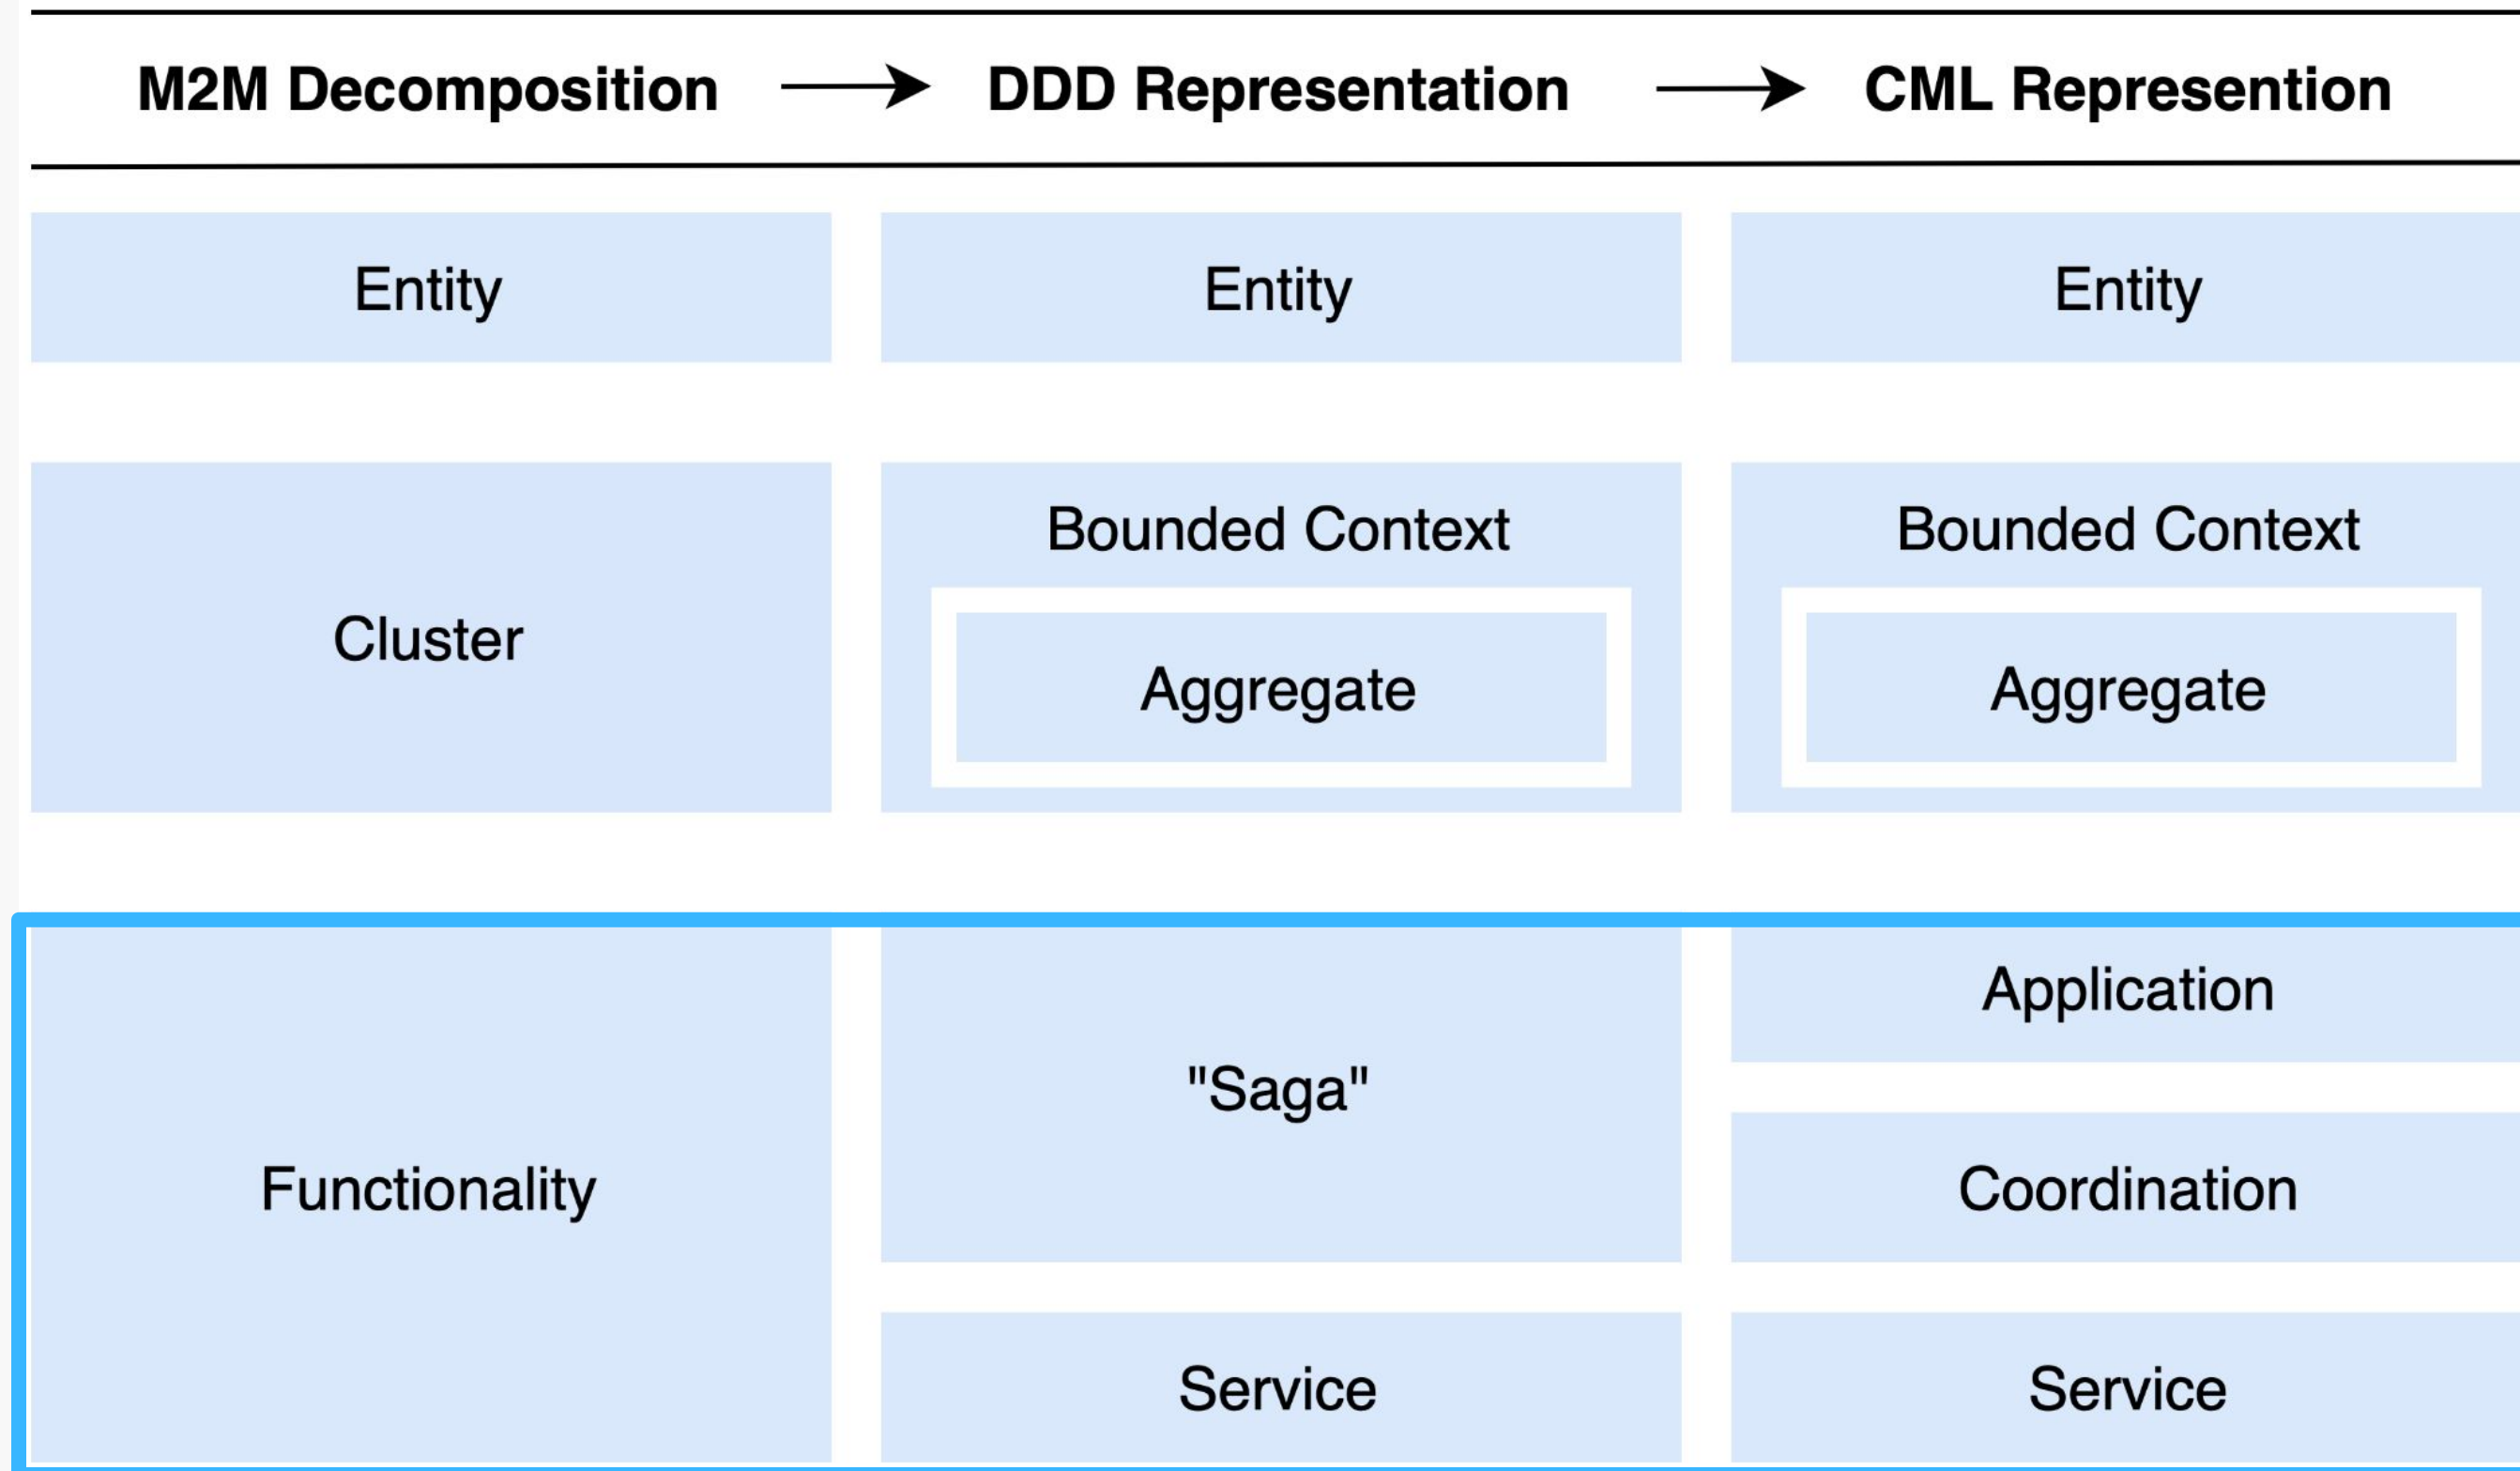 M2M Decomposition → DDD Representation → CML Represention
Entity Entity Entity
Cluster
Bounded Context
Aggregate
Bounded Context
Aggregate
Functionality
"Saga"
Service
Application
Coordination
Service